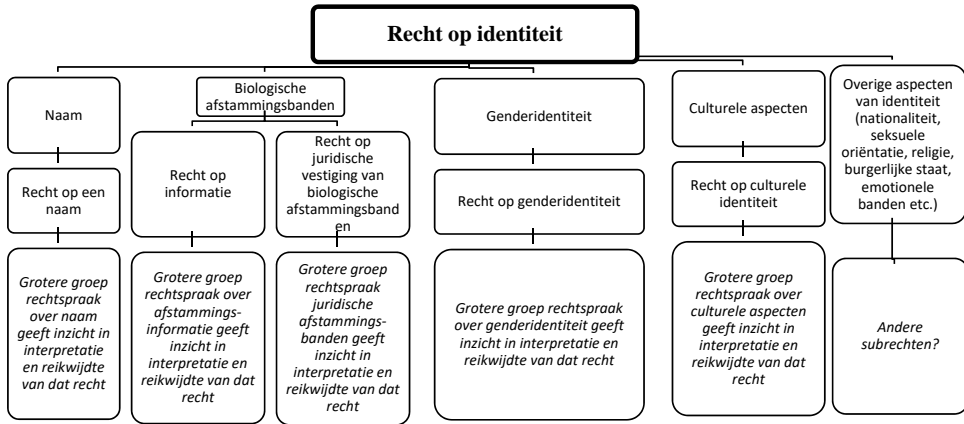 Recht op identiteit
Naam
Recht op een
naam
Grotere groep
rechtspraak
over naam
geeft inzicht in
interpretatie
en reikwijdte
van dat recht
Biologische
afstammingsbanden
Recht op
informatie
Grotere groep
rechtspraak over
afstammings-
informatie geeft
inzicht in
interpretatie en
reikwijdte van dat
recht
Recht op
juridische
vestiging van
biologische
afstammingsband
en
Grotere groep
rechtspraak
juridische
afstammings-
banden geeft
inzicht in
interpretatie en
reikwijdte van dat
recht
Genderidentiteit
Recht op genderidentiteit
Grotere groep rechtspraak
over genderidentiteit geeft
inzicht in interpretatie en
reikwijdte van dat recht
Culturele aspecten
Recht op culturele
identiteit
Grotere groep
rechtspraak over
culturele aspecten
geeft inzicht in
interpretatie en
reikwijdte van dat
recht
Overige aspecten
van identiteit
(nationaliteit,
seksuele
oriëntatie, religie,
burgerlijke staat,
emotionele
banden etc.)
Andere
subrechten?